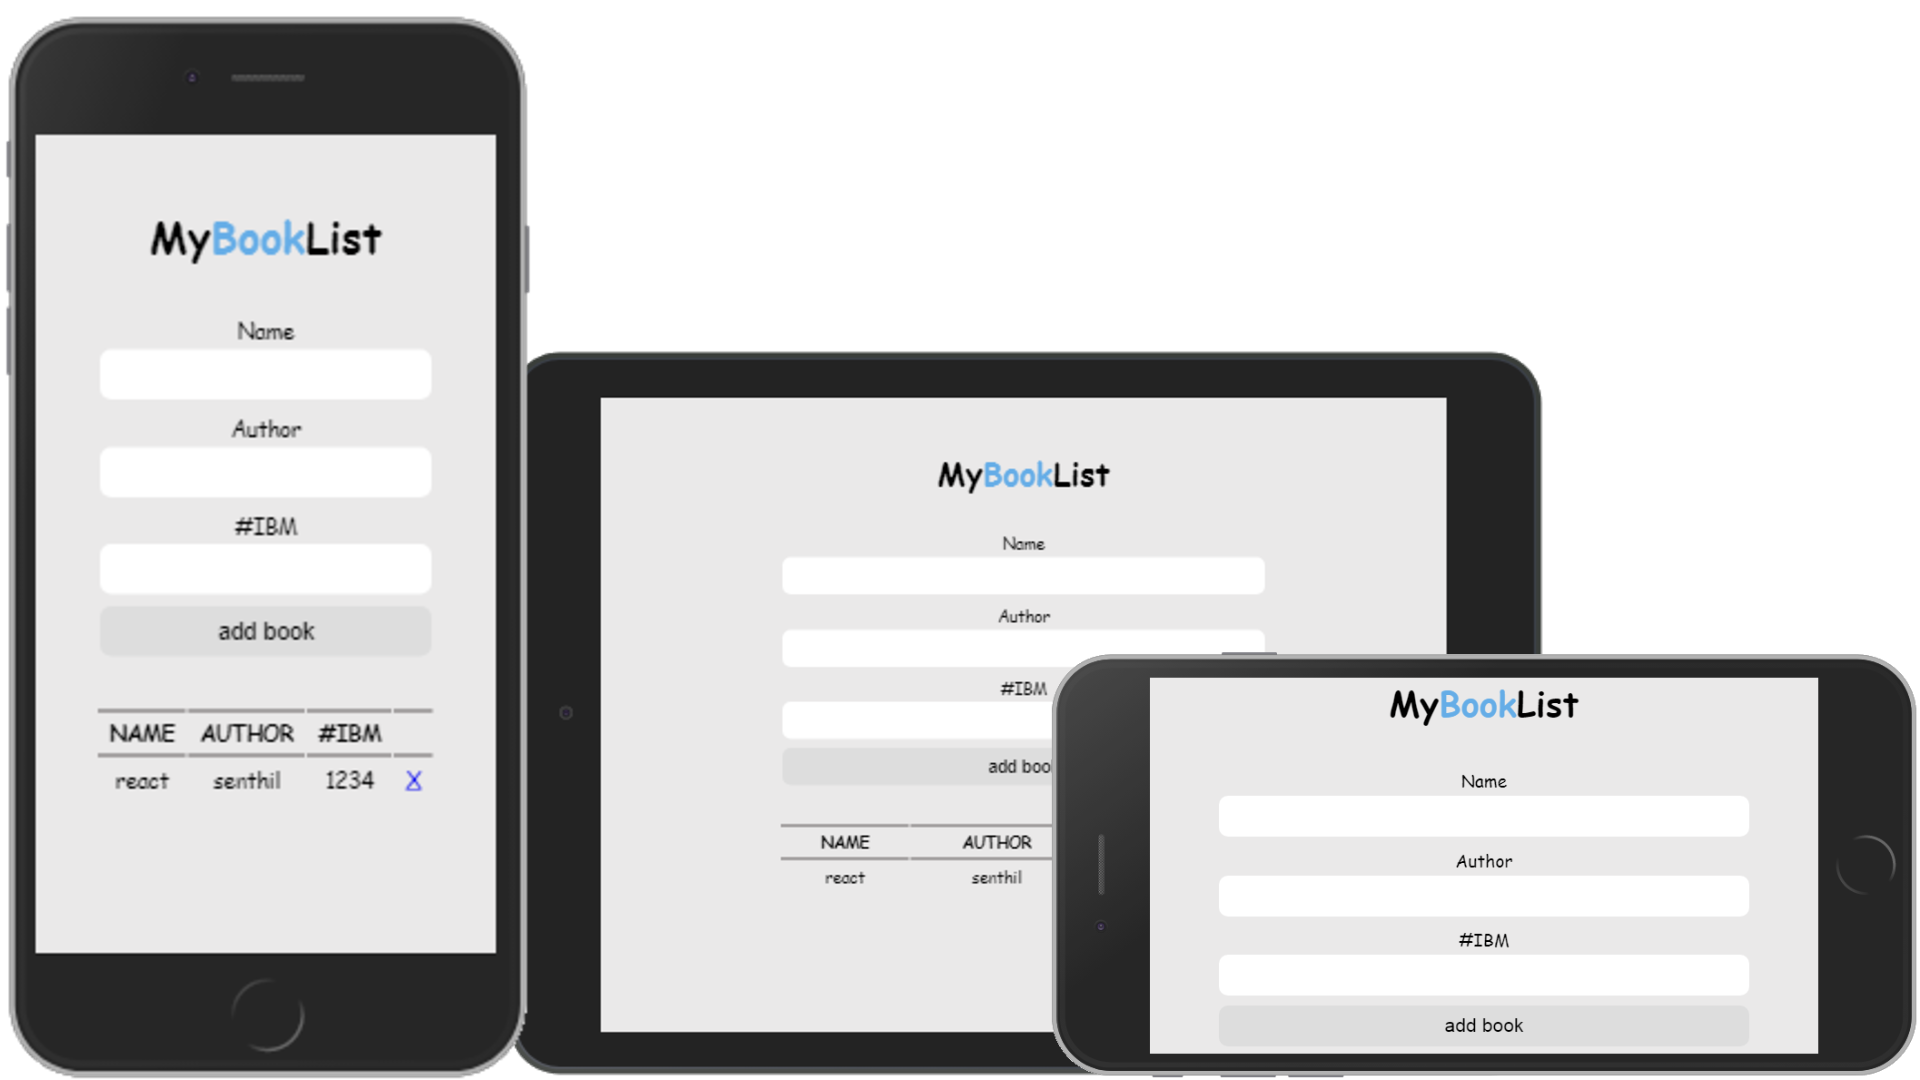 MyBookList
Name
Author
#IBM
add book
NAME AUTHOR #IBM
react senthil 1234 X
MyBookList
Name
Author
#IBM
add boo
NAME AUTHOR
react senthil
MyBookList
Name
Author
#IBM
add book